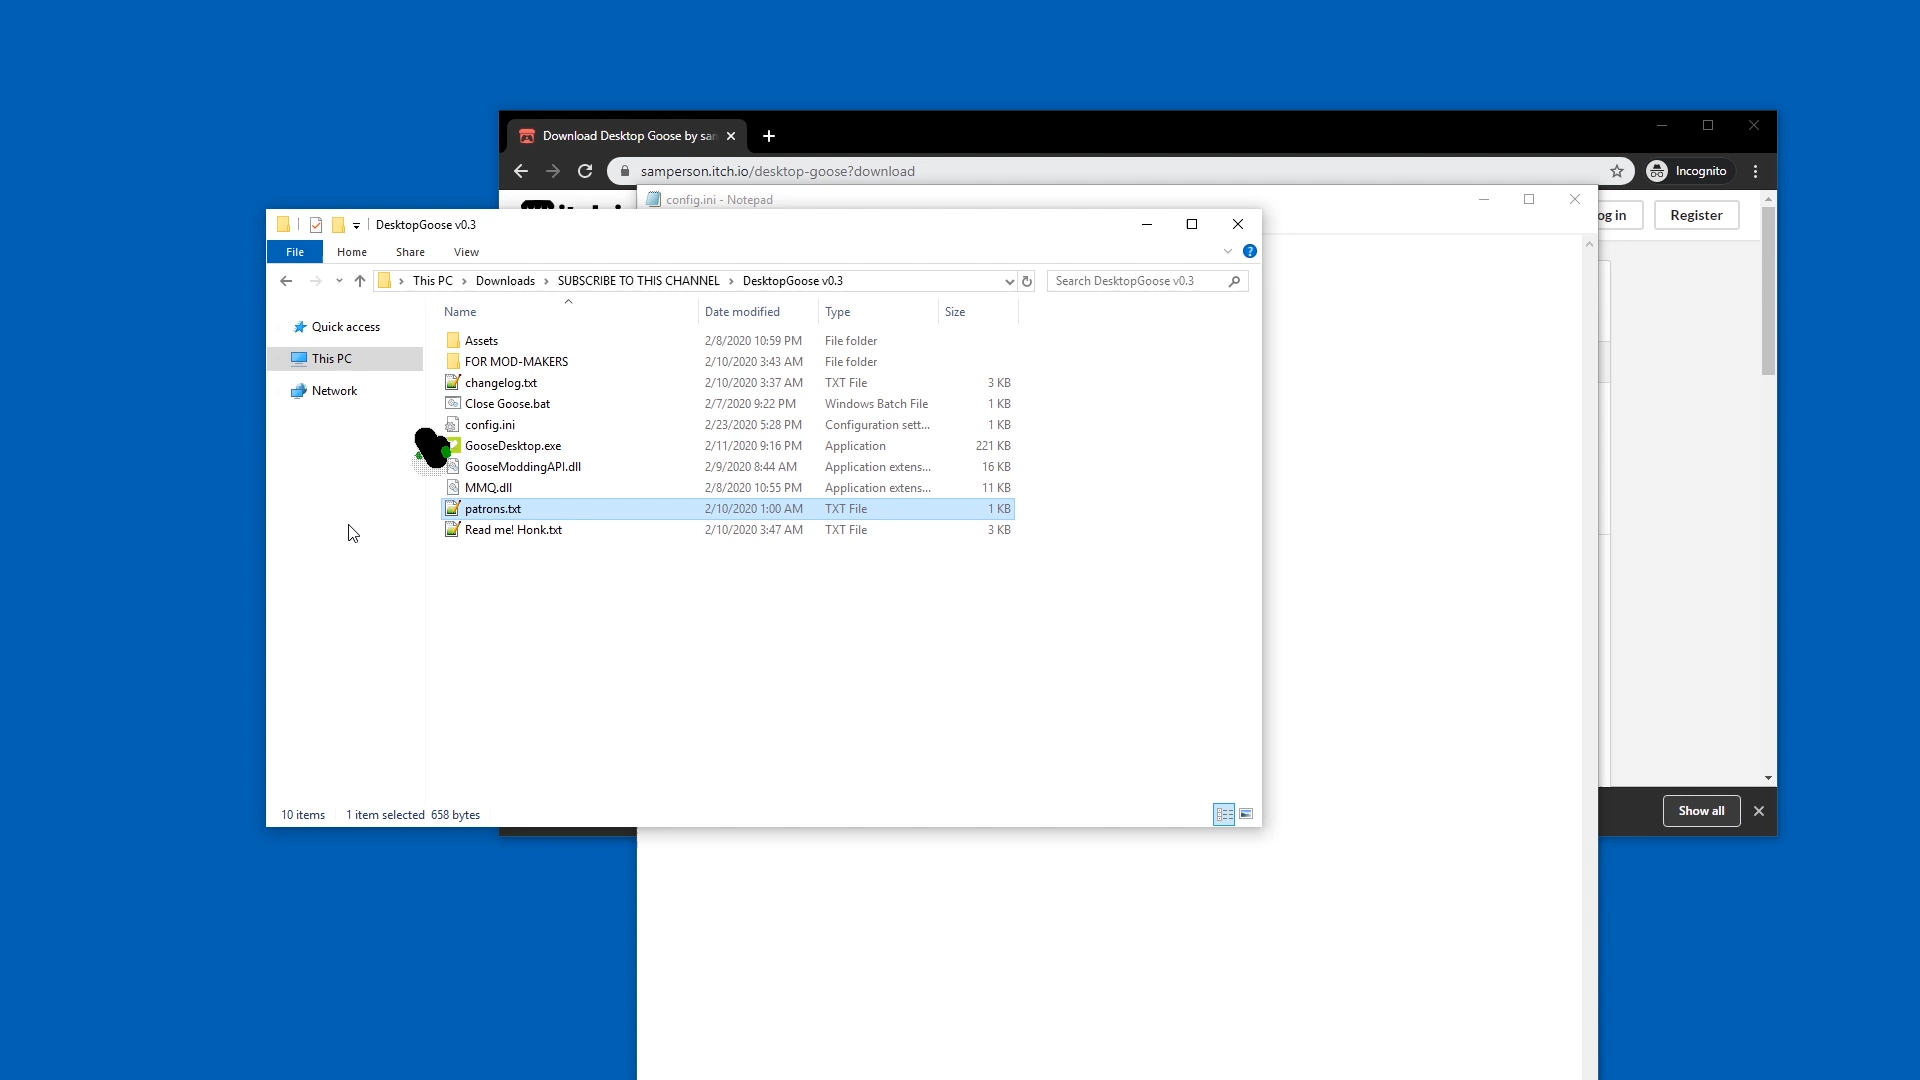 Download Desktop Goose by sam
samperson.itch.io/desktop-goose?download
Incognito
config.ini - Notepad
og in
Register
DesktopGoose v0.3
File
Home
Share
View
This PC
Downloads
SUBSCRIBE TO THIS CHANNEL
DesktopGoose v0.3
Search DesktopGoose v0.3
Name
Date modified
Type
Size
Quick access
This PC
Network
Assets 2/8/2020 10:59 PM File folder
FOR MOD-MAKERS 2/10/2020 3:43 AM File folder
changelog.txt 2/10/2020 3:37 AM TXT File 3 KB
Close Goose.bat 2/7/2020 9:22 PM Windows Batch File 1 KB
config.ini 2/23/2020 5:28 PM Configuration sett... 1 KB
GooseDesktop.exe 2/11/2020 9:16 PM Application 221 KB
GooseModdingAPI.dll 2/9/2020 8:44 AM Application extens... 16 KB
MMQ.dll 2/8/2020 10:55 PM Application extens... 11 KB
patrons.txt 2/10/2020 1:00 AM TXT File 1 KB
Read me! Honk.txt 2/10/2020 3:47 AM TXT File 3 KB
10 items
1 item selected 658 bytes
Show all